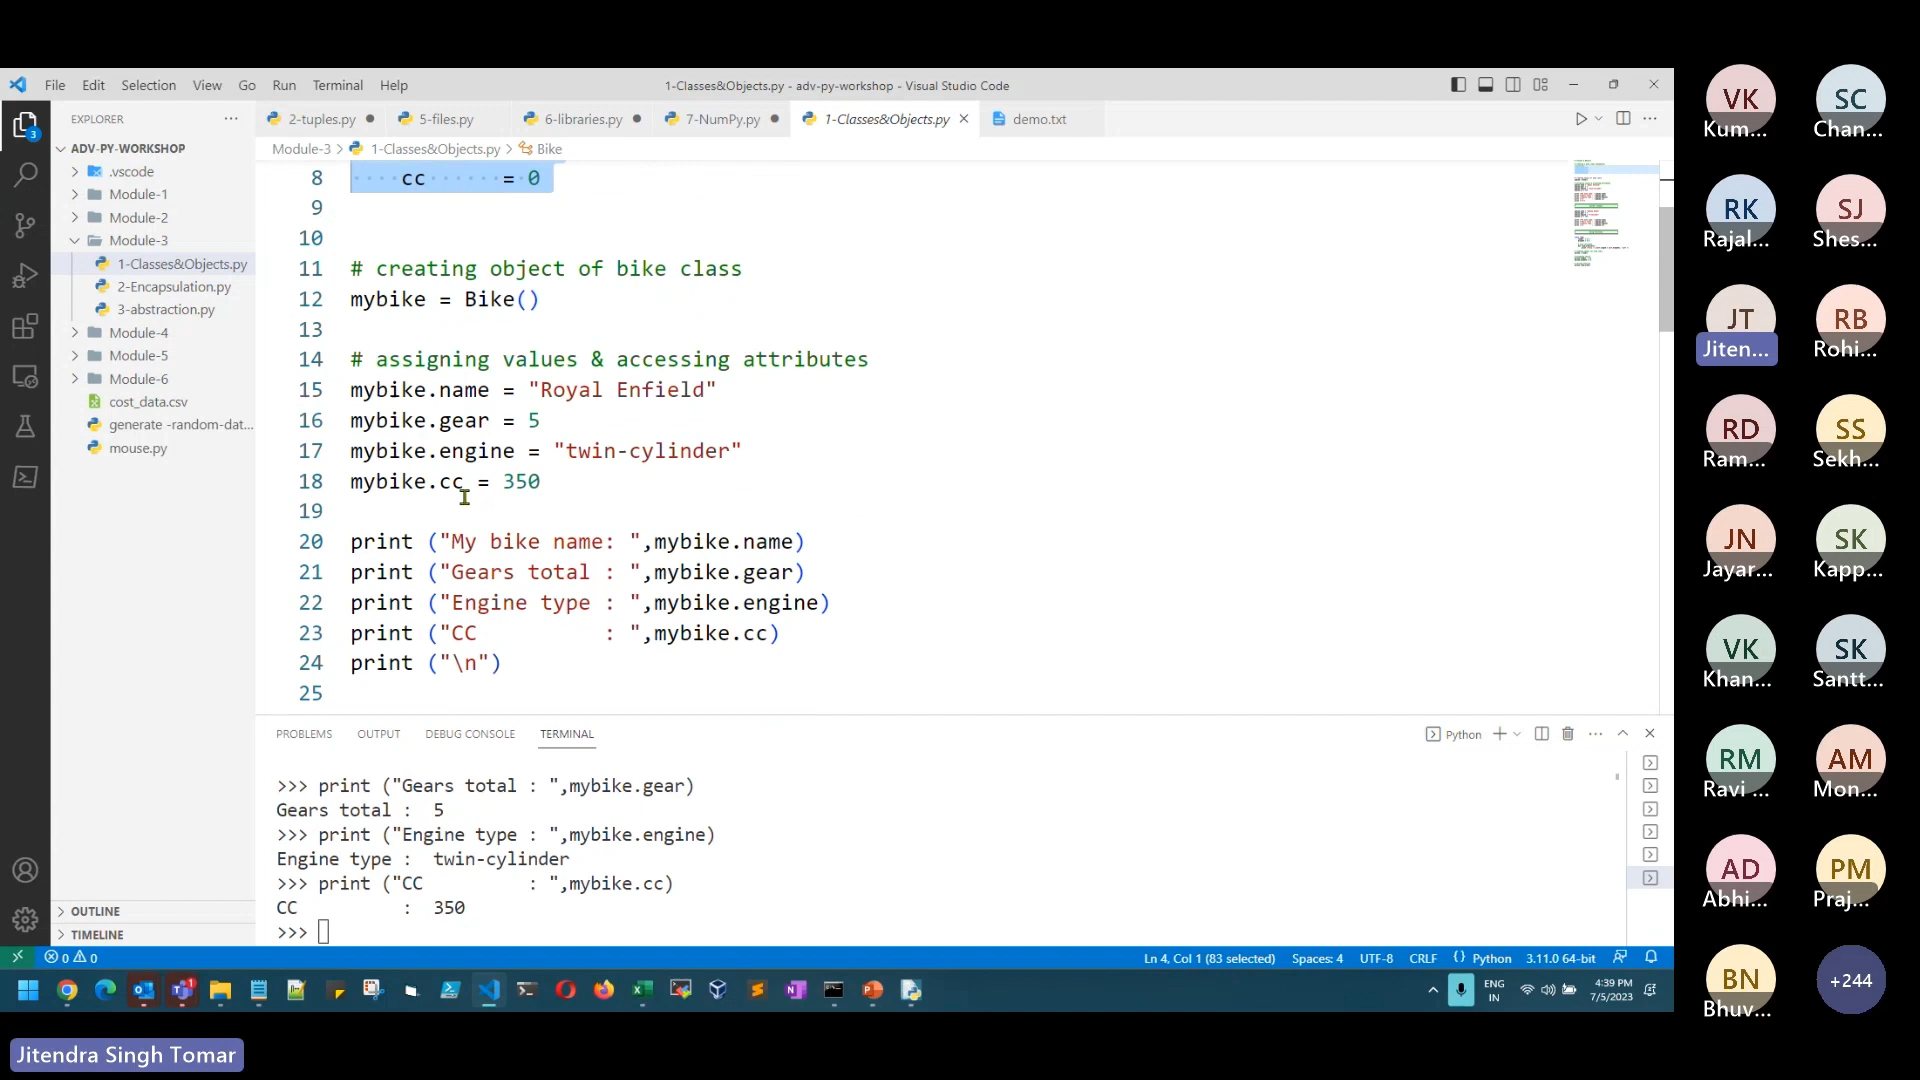 File Edit Selection View Go Run Terminal Help
1-Classes&Objects.py - adv-py-workshop - Visual Studio Code
EXPLORER
2-tuples.py 5-files.py 6-libraries.py 7-NumPy.py 1-Classes&Objects.py demo.txt
ADV-PY-WORKSHOP
.vscode
Module-1
Module-2
Module-3
1-Classes&Objects.py
2-Encapsulation.py
3-abstraction.py
Module-4
Module-5
Module-6
cost_data.csv
generate -random-dat...
mouse.py
OUTLINE
TIMELINE
3
Module-3 > 1-Classes&Objects.py > Bike
8 cc = 0
9
10
11 # creating object of bike class
12 mybike = Bike()
13
14 # assigning values & accessing attributes
15 mybike.name = "Royal Enfield"
16 mybike.gear = 5
17 mybike.engine = "twin-cylinder"
18 mybike.cc = 350
19
20 print ("My bike name: ",mybike.name)
21 print ("Gears total : ",mybike.gear)
22 print ("Engine type : ",mybike.engine)
23 print ("CC : ",mybike.cc)
24 print ("\n")
25
PROBLEMS OUTPUT DEBUG CONSOLE TERMINAL
Python
>>> print ("Gears total : ",mybike.gear)
Gears total : 5
>>> print ("Engine type : ",mybike.engine)
Engine type : twin-cylinder
>>> print ("CC : ",mybike.cc)
CC : 350
>>>
0 0
Ln 4, Col 1 (83 selected) Spaces: 4 UTF-8 CRLF Python 3.11.0 64-bit
ENG
IN
4:39 PM
7/5/2023
Jitendra Singh Tomar
VK SC
Kum... Chan...
RK SJ
Rajal... Shes...
JT RB
Jiten... Rohi...
RD SS
Ram... Sekh...
JN SK
Jayar... Kapp...
VK SK
Khan... Santt...
RM AM
Ravi ... Mon...
AD PM
Abhi... Praj...
BN +244
Bhuv...